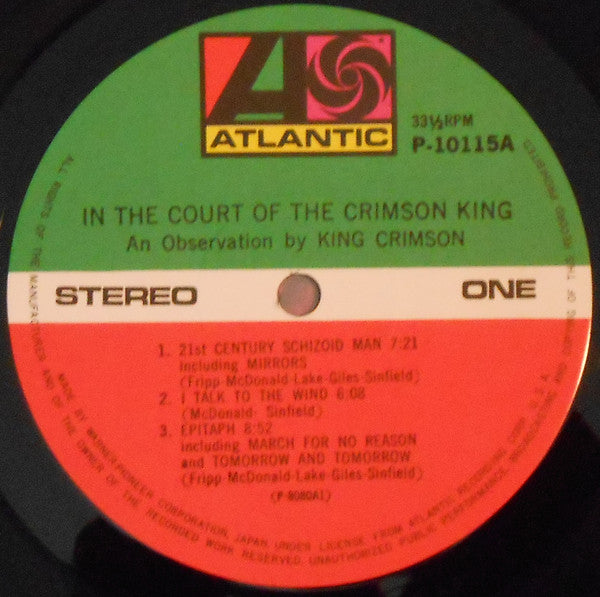 ATLANTIC
33⅓RPM
P-10115A
IN THE COURT OF THE CRIMSON KING
An Observation by KING CRIMSON
STEREO
ONE
1. 21st CENTURY SCHIZOID MAN 7:21
including MIRRORS
(Fripp-McDonald-Lake-Giles-Sinfield)
2. I TALK TO THE WIND 6:08
(McDonald- Sinfield)
3. EPITAPH 8:52
including MARCH FOR NO REASON
and TOMORROW AND TOMORROW
(Fripp-McDonald-Lake-Giles-Sinfield)
(P-8080A1)
MADE BY WARNER-PIONEER CORPORATION, JAPAN, UNDER LICENSE FROM ATLANTIC RECORDING CORP. U.S.A.
ALL RIGHTS OF THE MANUFACTURER AND OF THE OWNER OF THE RECORDED WORK RESERVED. UNAUTHORIZED PUBLIC PERFORMANCE, BROADCASTING AND COPYING OF THIS RECORD PROHIBITED